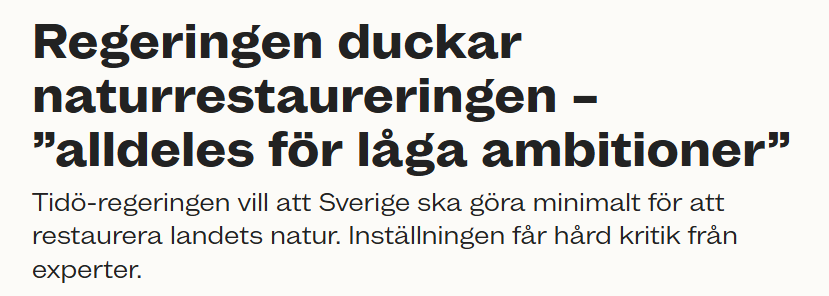 Regeringen duckar
naturrestaureringen –
”alldeles för låga ambitioner”
Tidö-regeringen vill att Sverige ska göra minimalt för att
restaurera landets natur. Inställningen får hård kritik från
experter.